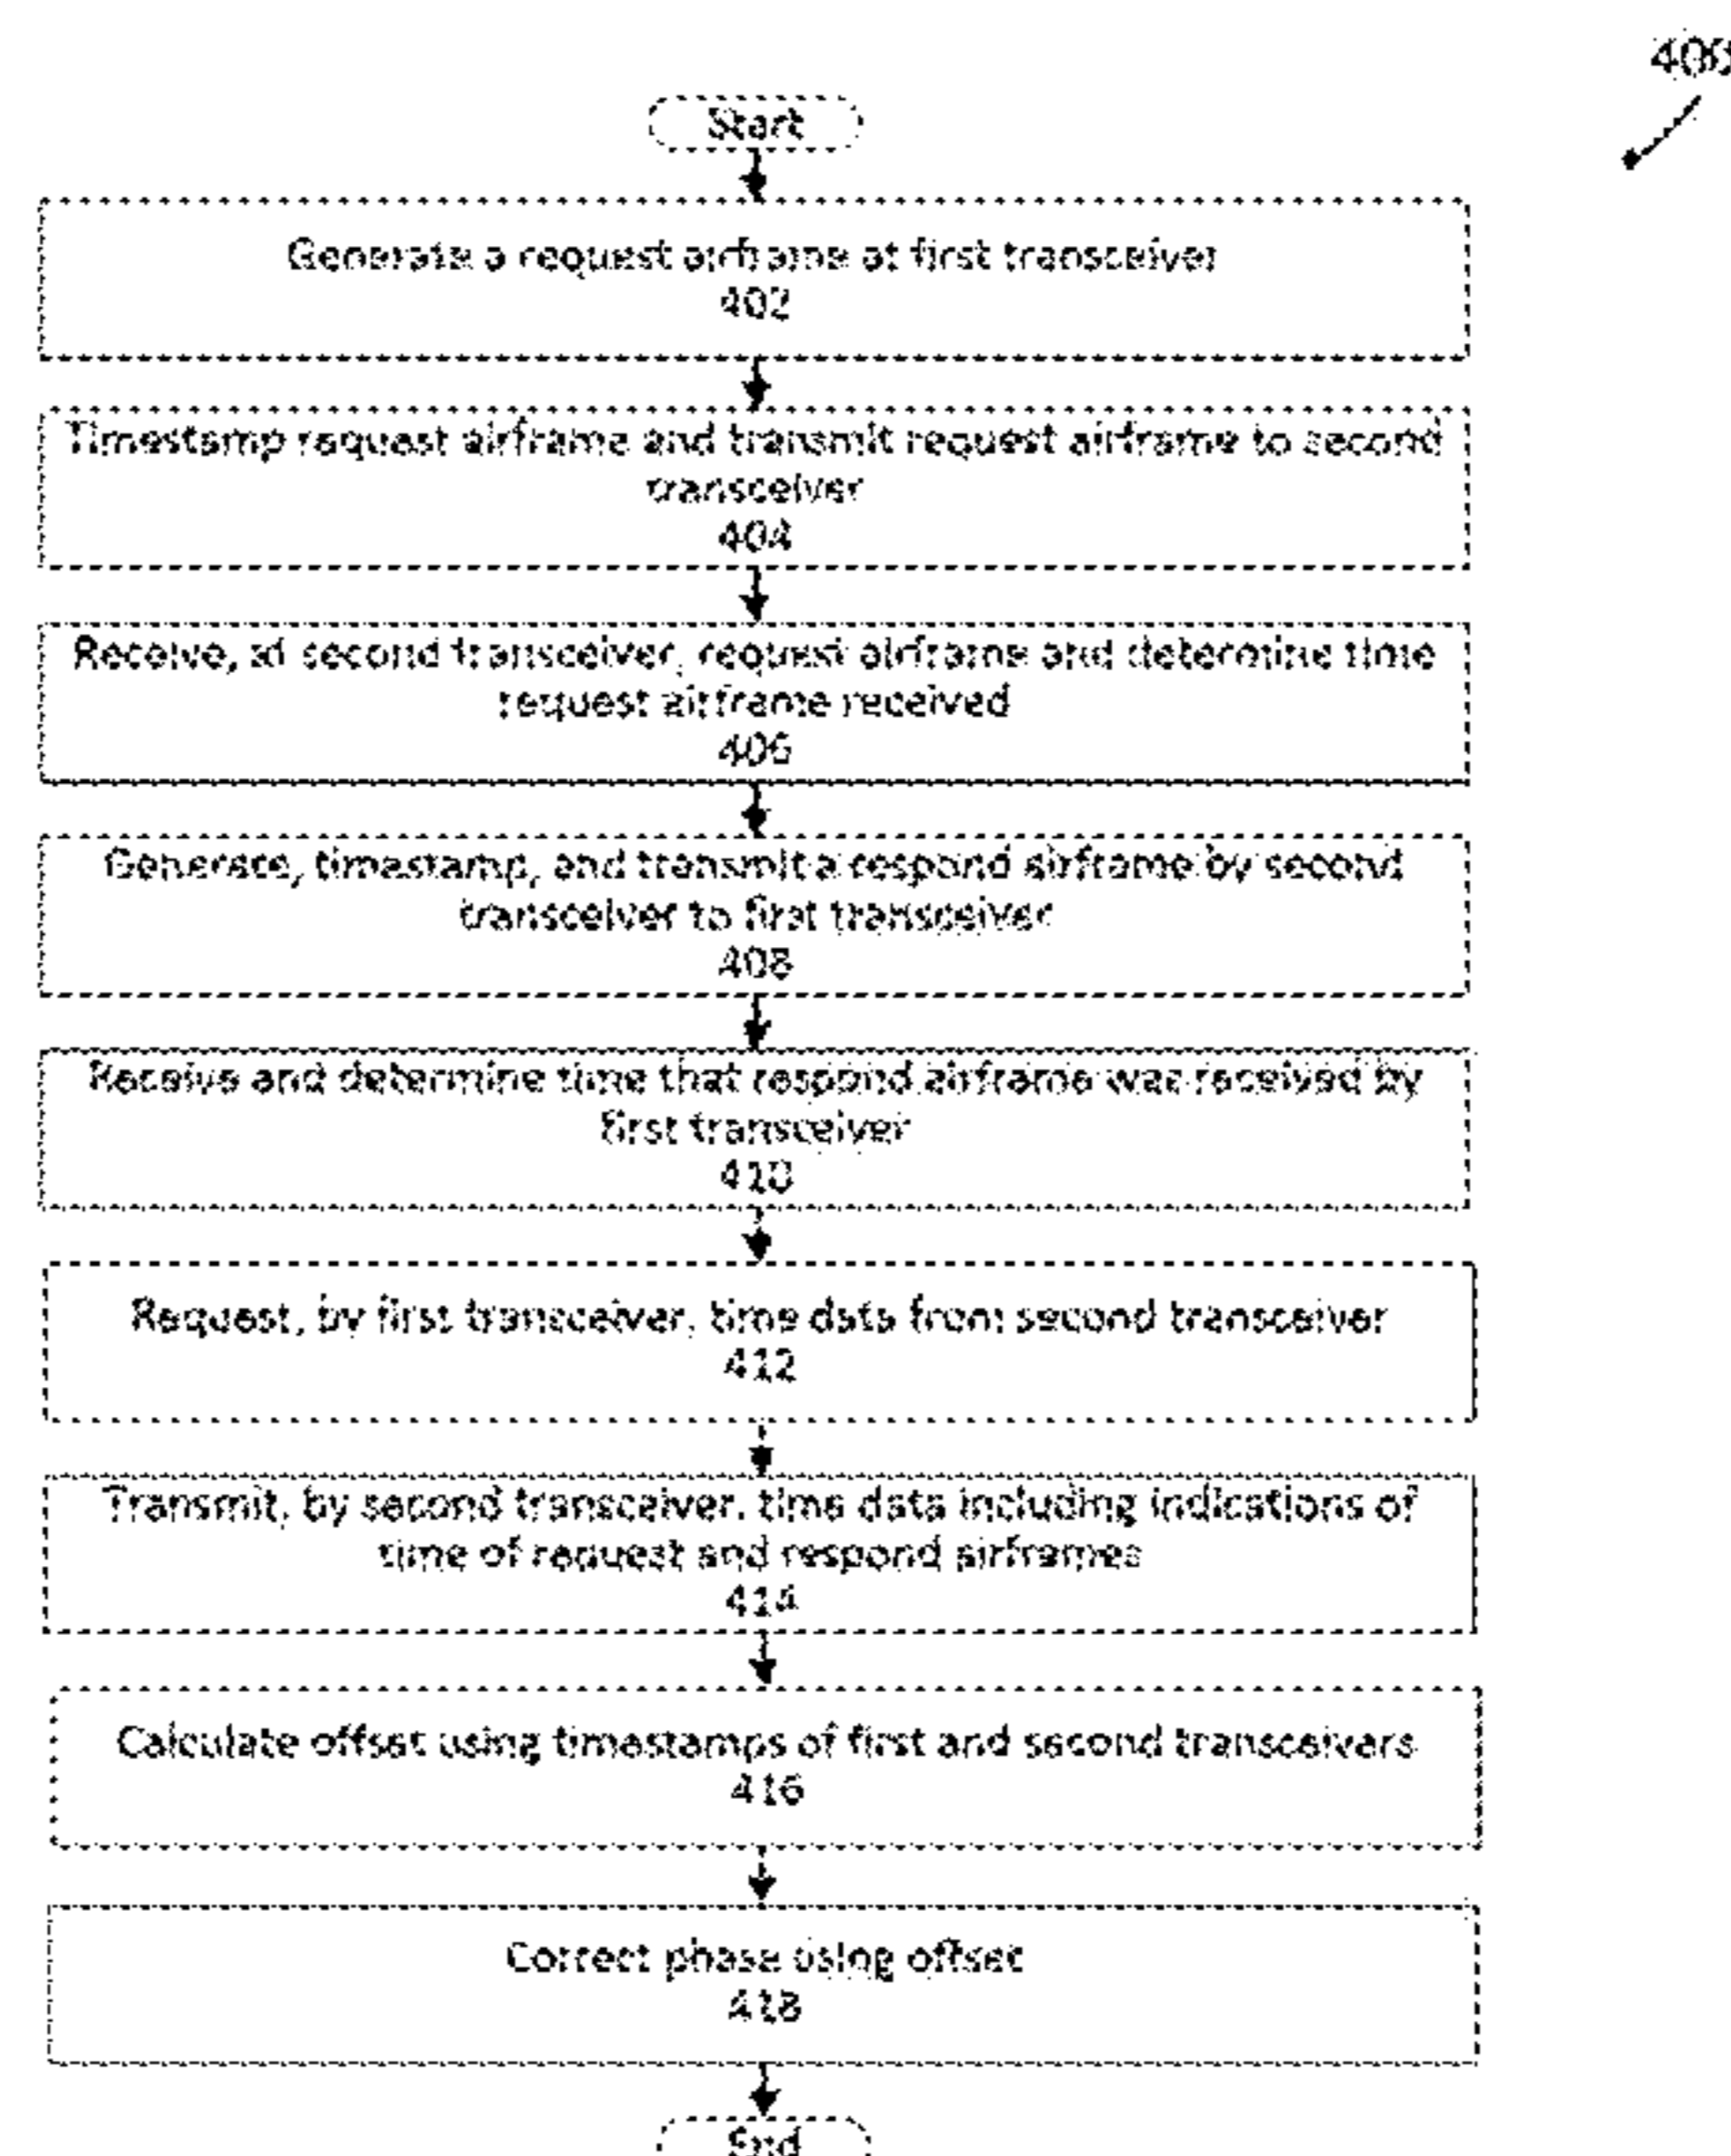 400
Start
Generate a request airframe at first transceiver
402
Timestamp request airframe and transmit request airframe to second
transceiver
404
Receive, at second transceiver, request airframe and determine time
request airframe received
406
Generate, timestamp, and transmit a respond airframe by second
transceiver to first transceiver
408
Receive and determine time that respond airframe was received by
first transceiver
410
Request, by first transceiver, time data from second transceiver
412
Transmit, by second transceiver, time data including indications of
time of request and respond airframes
414
Calculate offset using timestamps of first and second transceivers
416
Correct phase using offset
418
End